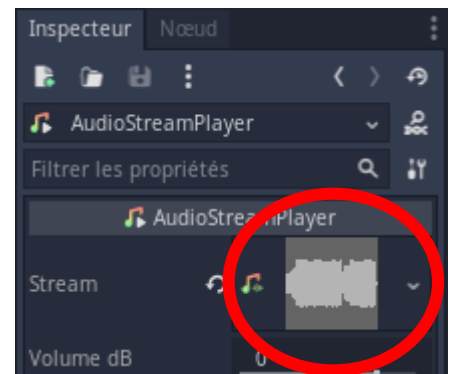 Inspecteur Nœud
AudioStreamPlayer
Filtrer les propriétés
AudioStreamPlayer
Stream
Volume dB 0